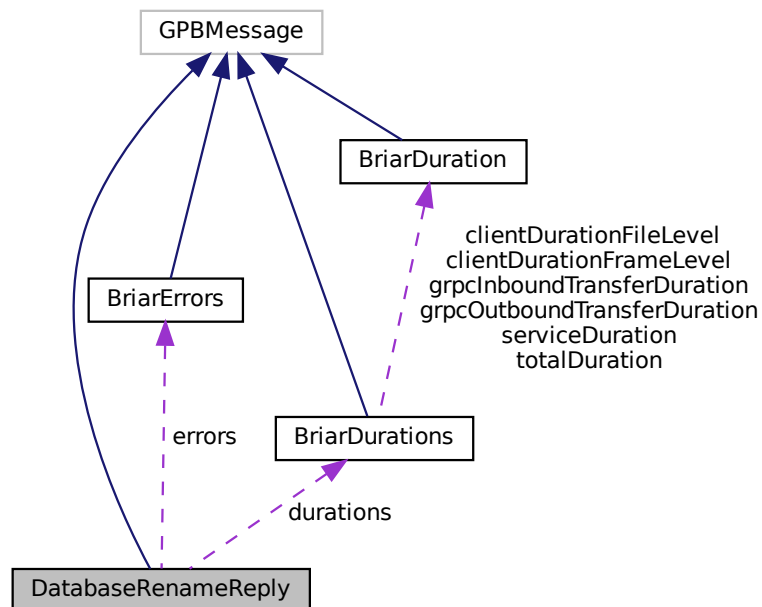 GPBMessage
BriarDuration
clientDurationFileLevel
clientDurationFrameLevel
grpcInboundTransferDuration
grpcOutboundTransferDuration
serviceDuration
totalDuration
BriarErrors
BriarDurations
errors
durations
DatabaseRenameReply